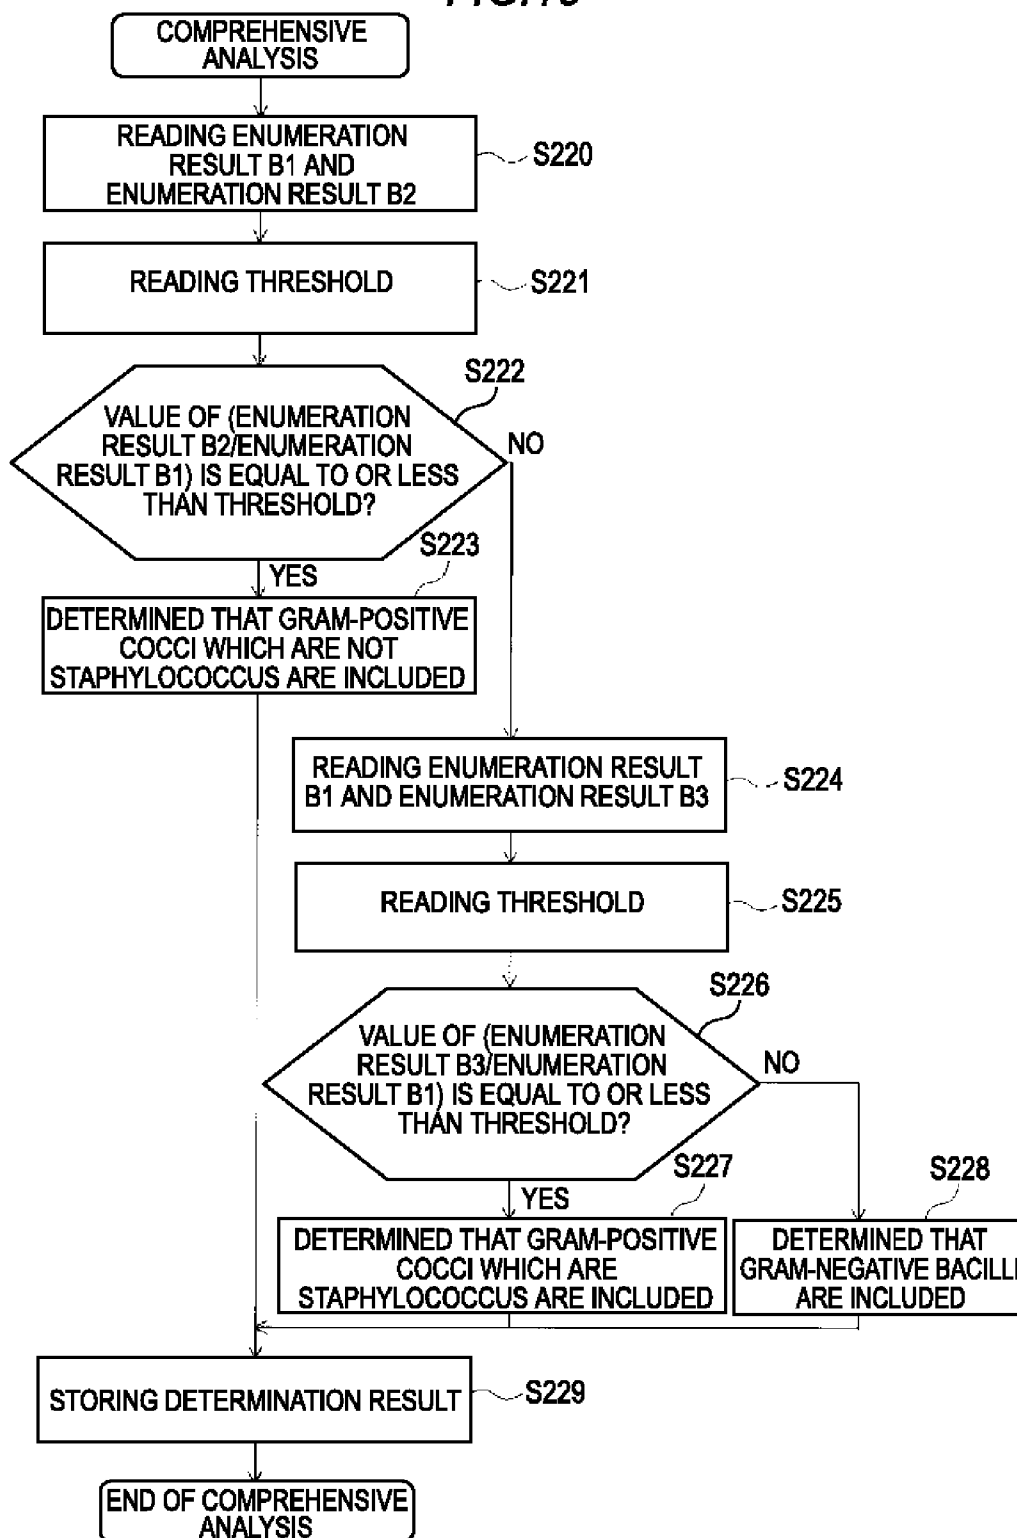 COMPREHENSIVE
ANALYSIS
READING ENUMERATION
RESULT B1 AND
ENUMERATION RESULT B2
S220
READING THRESHOLD
S221
S222
VALUE OF (ENUMERATION
RESULT B2/ENUMERATION
RESULT B1) IS EQUAL TO OR LESS
THAN THRESHOLD?
NO
S223
YES
DETERMINED THAT GRAM-POSITIVE
COCCI WHICH ARE NOT
STAPHYLOCOCCUS ARE INCLUDED
READING ENUMERATION RESULT
B1 AND ENUMERATION RESULT B3
S224
READING THRESHOLD
S225
S226
VALUE OF (ENUMERATION
RESULT B3/ENUMERATION
RESULT B1) IS EQUAL TO OR LESS
THAN THRESHOLD?
NO
S227
YES
S228
DETERMINED THAT GRAM-POSITIVE
COCCI WHICH ARE
STAPHYLOCOCCUS ARE INCLUDED
DETERMINED THAT
GRAM-NEGATIVE BACILLI
ARE INCLUDED
STORING DETERMINATION RESULT
S229
END OF COMPREHENSIVE
ANALYSIS